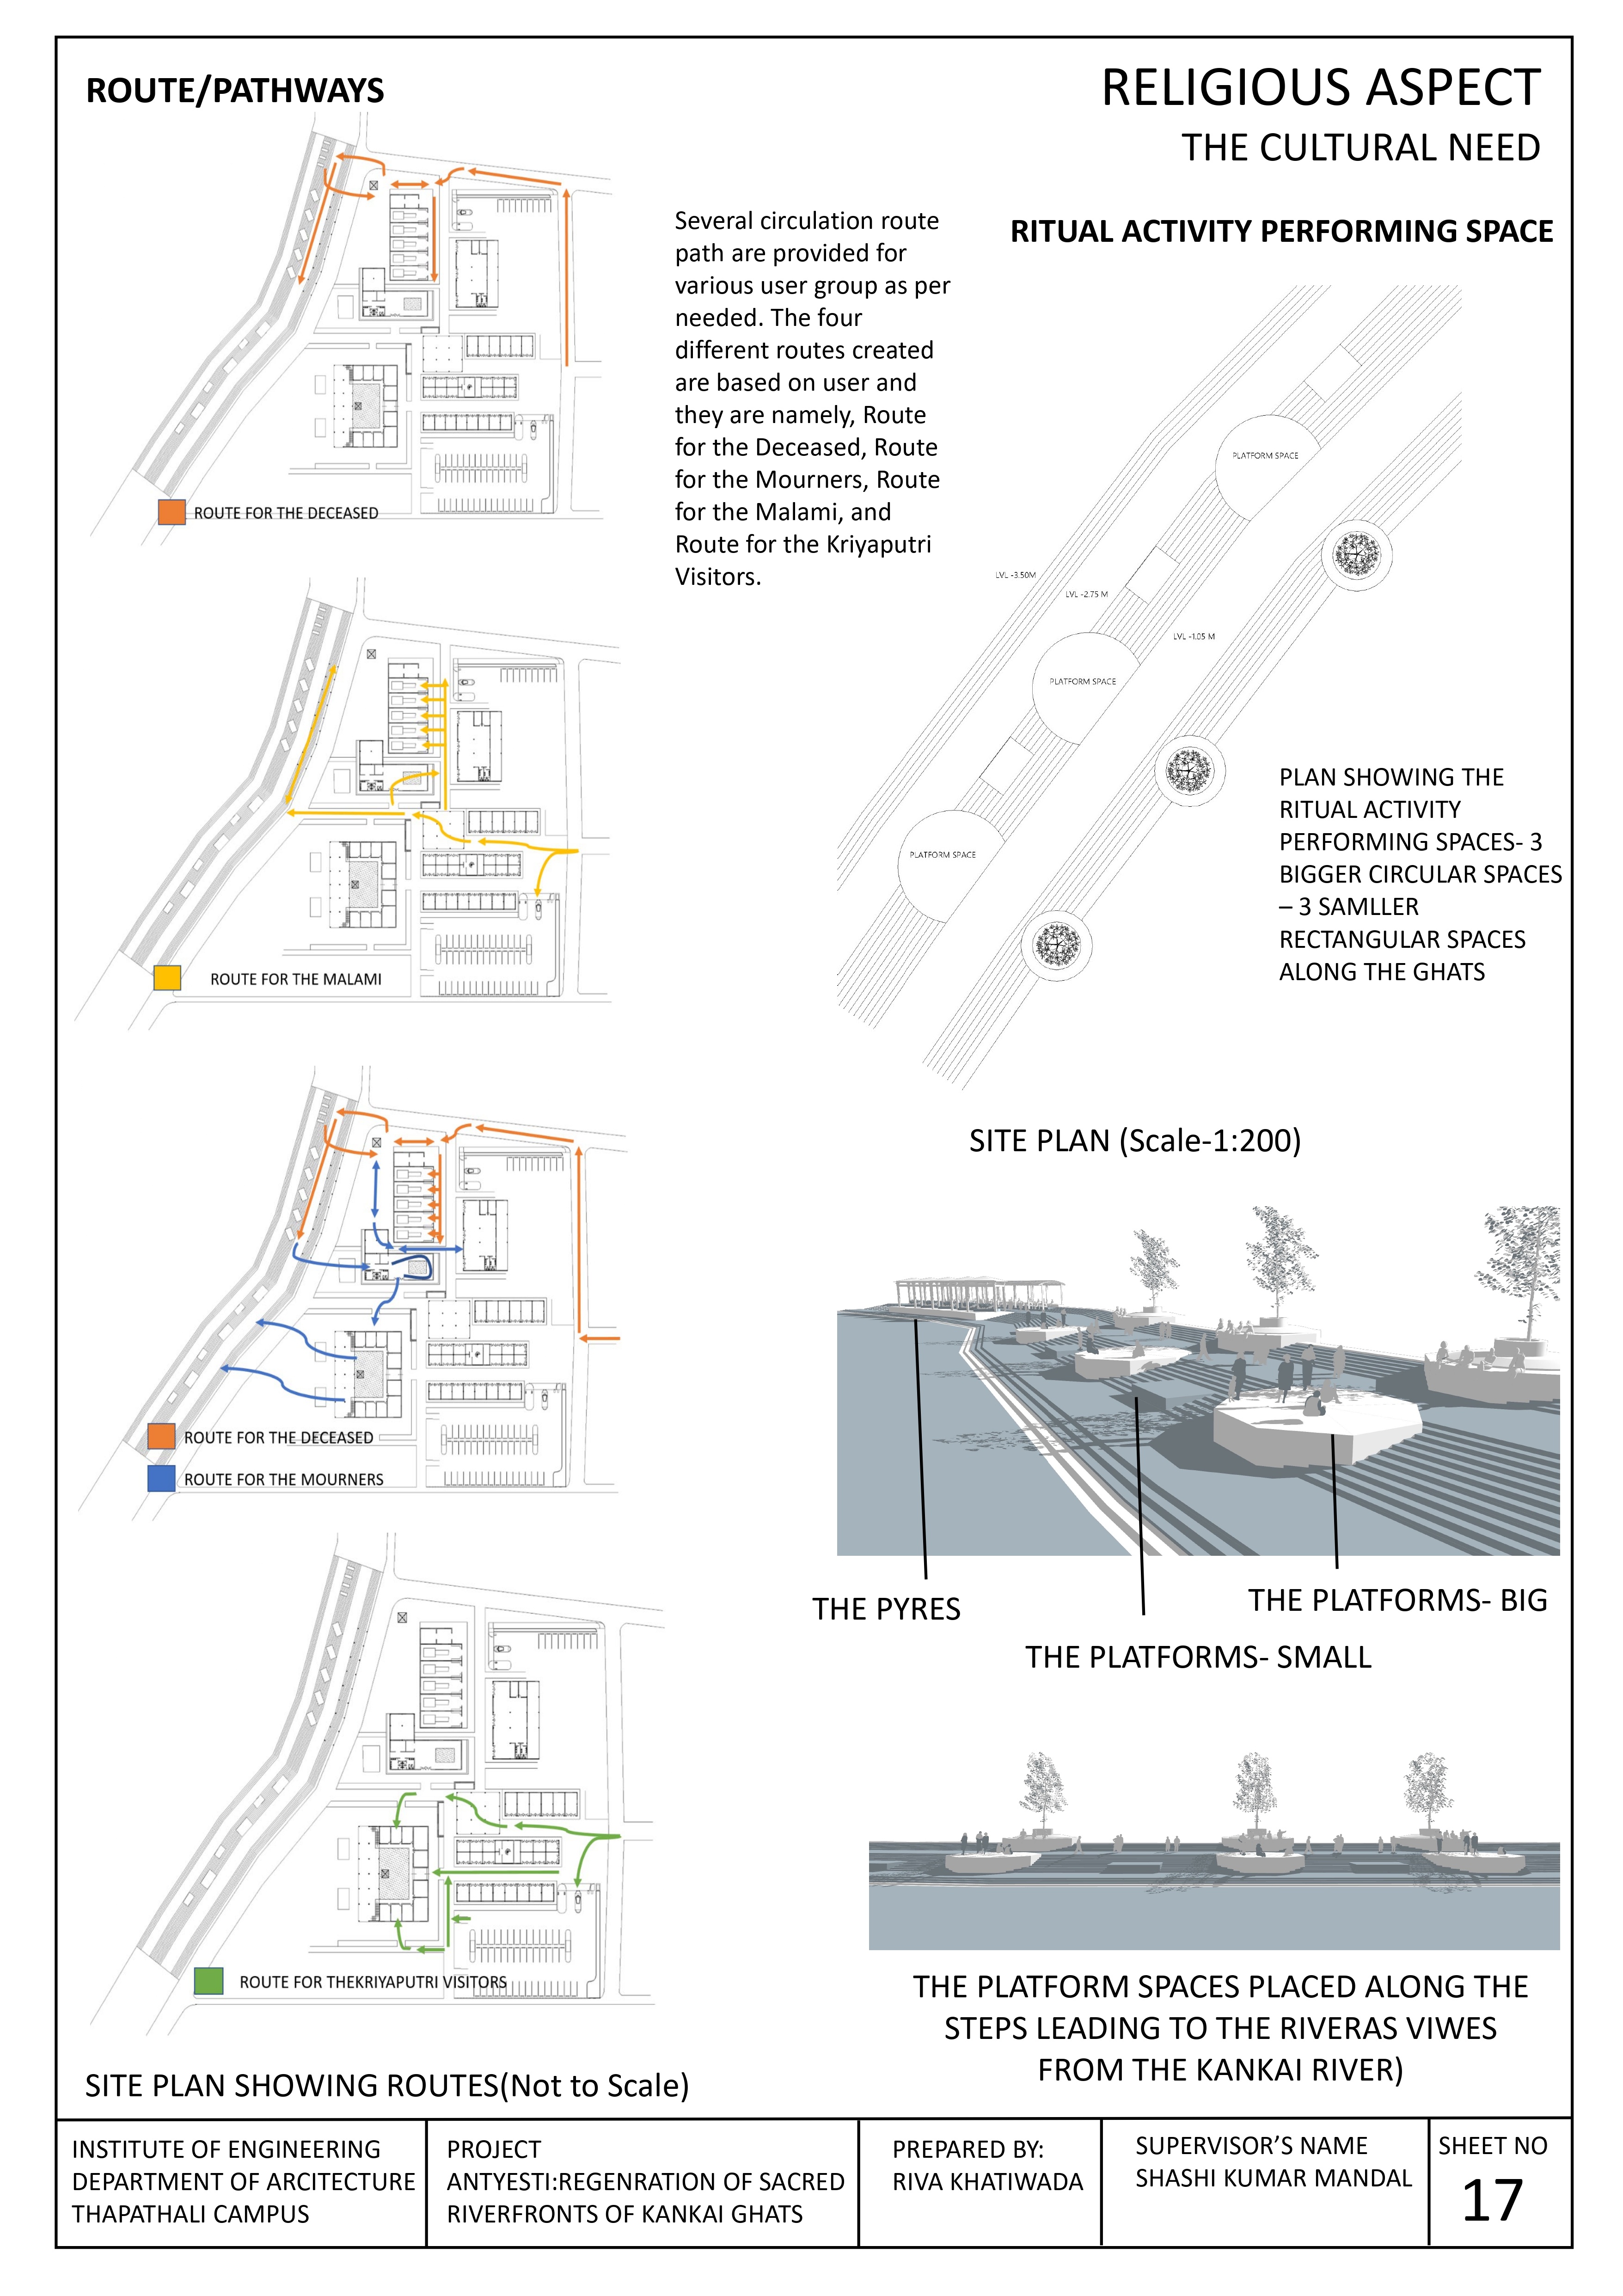 ROUTE/PATHWAYS
RELIGIOUS ASPECT
THE CULTURAL NEED
RITUAL ACTIVITY PERFORMING SPACE
Several circulation route
path are provided for
various user group as per
needed. The four
different routes created
are based on user and
they are namely, Route
for the Deceased, Route
for the Mourners, Route
for the Malami, and
Route for the Kriyaputri
Visitors.
ROUTE FOR THE DECEASED
ROUTE FOR THE MALAMI
ROUTE FOR THE DECEASED
ROUTE FOR THE MOURNERS
ROUTE FOR THEKRIYAPUTRI VISITORS
SITE PLAN SHOWING ROUTES(Not to Scale)
PLATFORM SPACE
LVL -3.50M
LVL -2.75 M
LVL -1.05 M
PLATFORM SPACE
PLATFORM SPACE
PLAN SHOWING THE
RITUAL ACTIVITY
PERFORMING SPACES- 3
BIGGER CIRCULAR SPACES
– 3 SAMLLER
RECTANGULAR SPACES
ALONG THE GHATS
SITE PLAN (Scale-1:200)
THE PYRES
THE PLATFORMS- BIG
THE PLATFORMS- SMALL
THE PLATFORM SPACES PLACED ALONG THE
STEPS LEADING TO THE RIVERAS VIWES
FROM THE KANKAI RIVER)
INSTITUTE OF ENGINEERING
DEPARTMENT OF ARCITECTURE
THAPATHALI CAMPUS
PROJECT
ANTYESTI:REGENRATION OF SACRED
RIVERFRONTS OF KANKAI GHATS
PREPARED BY:
RIVA KHATIWADA
SUPERVISOR’S NAME
SHASHI KUMAR MANDAL
SHEET NO
17